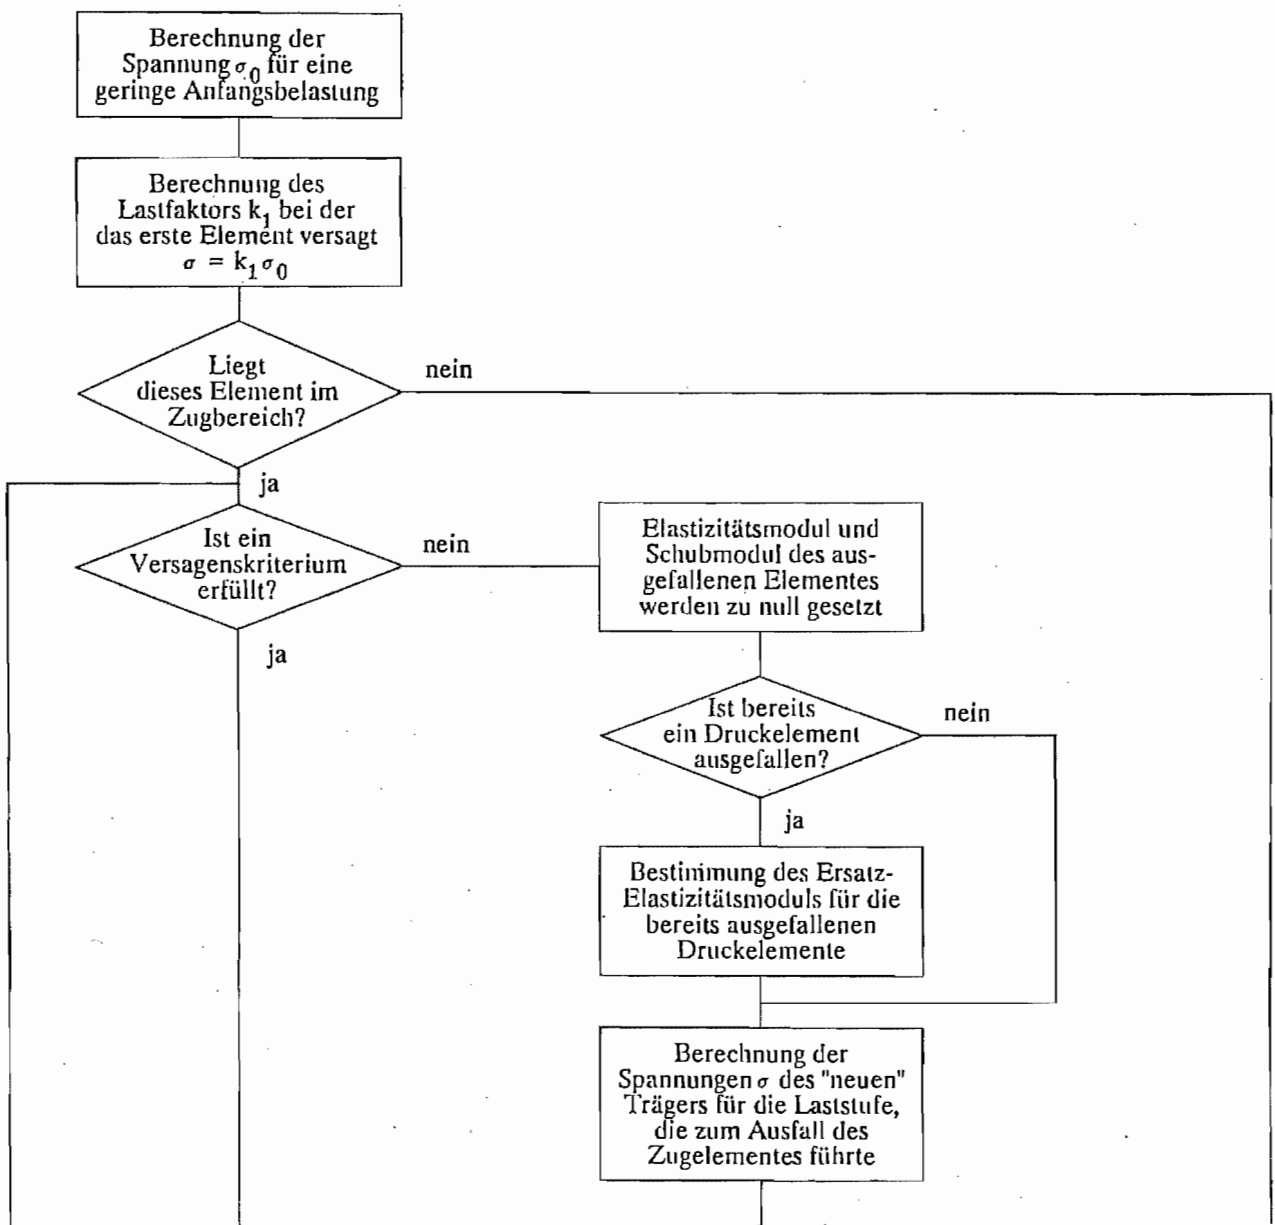 Berechnung der
Spannung σ₀ für eine
geringe Anfangsbelastung
Berechnung des
Lastfaktors k₁ bei der
das erste Element versagt
σ = k₁σ₀
Liegt
dieses Element im
Zugbereich?
nein
ja
Ist ein
Versagenskriterium
erfüllt?
nein
ja
Elastizitätsmodul und
Schubmodul des aus-
gefallenen Elementes
werden zu null gesetzt
Ist bereits
ein Druckelement
ausgefallen?
nein
ja
Bestimmung des Ersatz-
Elastizitätsmoduls für die
bereits ausgefallenen
Druckelemente
Berechnung der
Spannungen σ des "neuen"
Trägers für die Laststufe,
die zum Ausfall des
Zugelementes führte